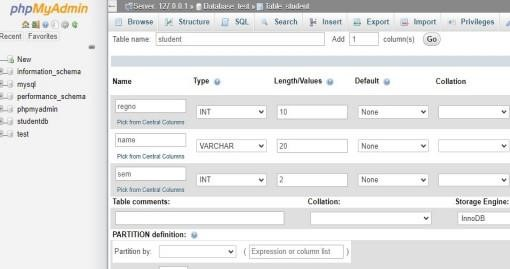 phpMyAdmin
Server: 127.0.0.1 » Database: test » Table: student
Browse Structure SQL Search Insert Export Import Privileges
Recent Favorites
Table name: student Add 1 column(s) Go
New
information_schema
mysql
performance_schema
phpmyadmin
studentdb
test
Name Type Length/Values Default Collation
regno INT 10 None
Pick from Central Columns
name VARCHAR 20 None
Pick from Central Columns
sem INT 2 None
Pick from Central Columns
Table comments: Collation: Storage Engine:
InnoDB
PARTITION definition:
Partition by: ( Expression or column list )